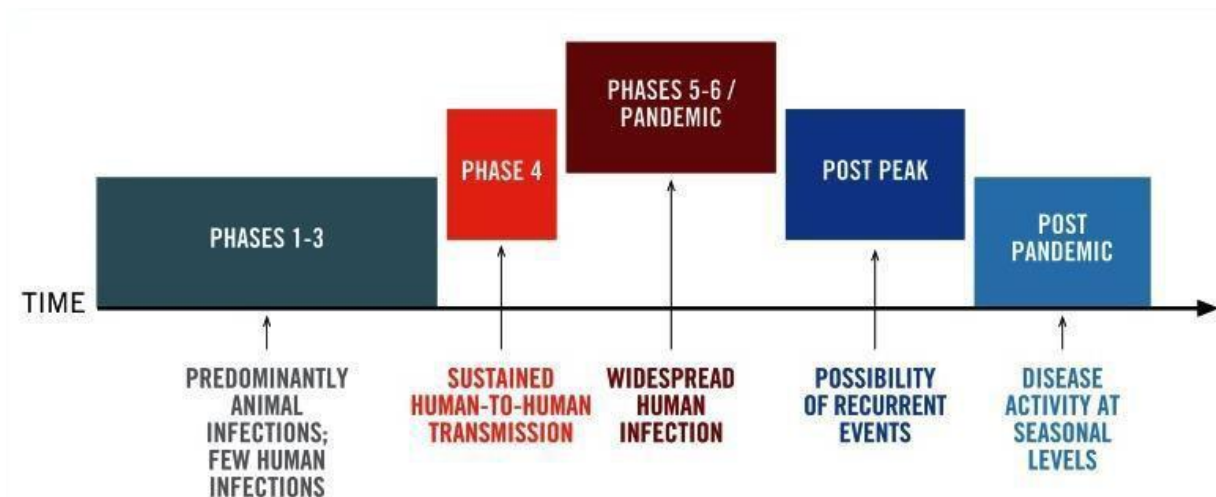 PHASES 5-6 /
PANDEMIC
PHASE 4
POST PEAK
PHASES 1-3
POST
PANDEMIC
TIME
PREDOMINANTLY
ANIMAL
INFECTIONS;
FEW HUMAN
INFECTIONS
SUSTAINED
HUMAN-TO-HUMAN
TRANSMISSION
WIDESPREAD
HUMAN
INFECTION
POSSIBILITY
OF RECURRENT
EVENTS
DISEASE
ACTIVITY AT
SEASONAL
LEVELS